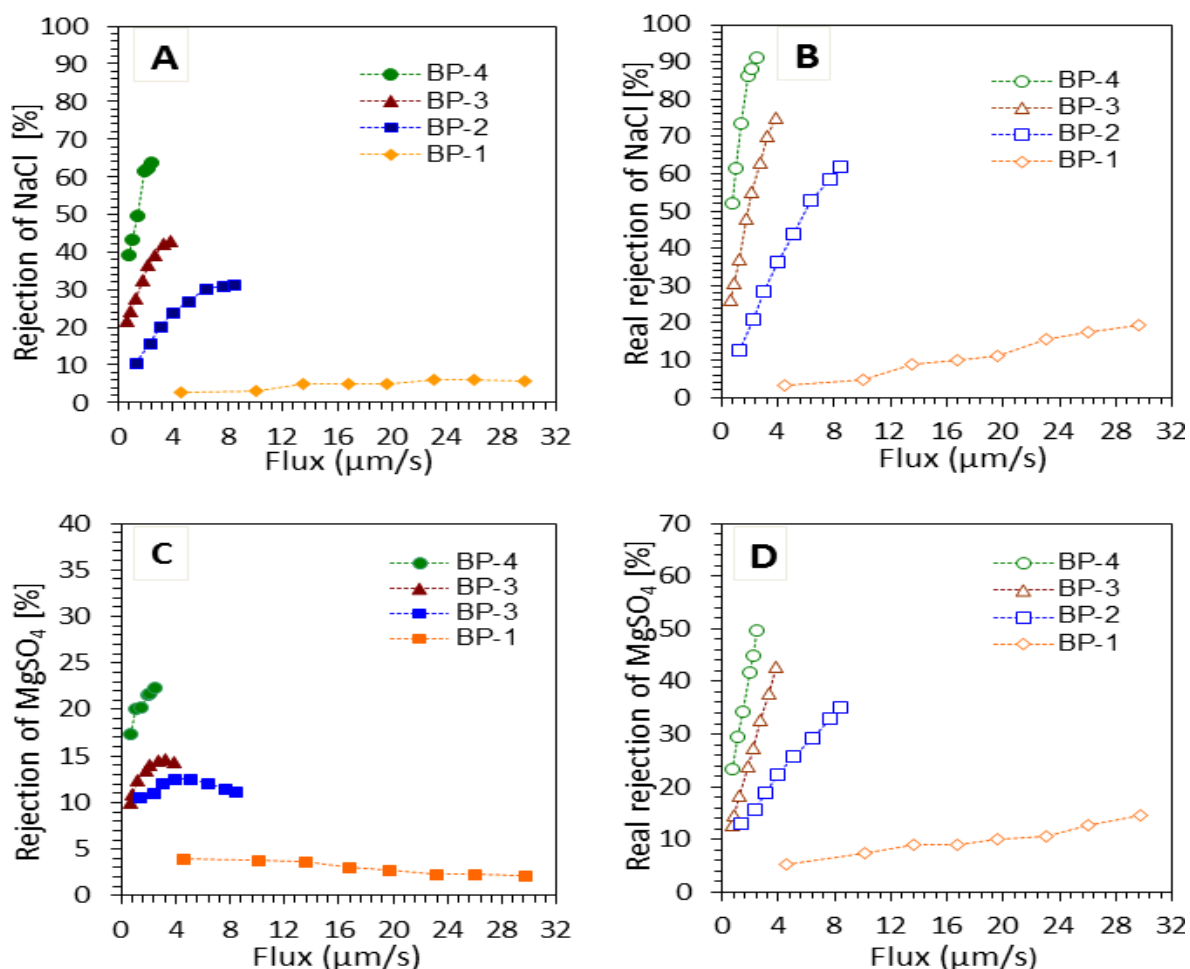 A
Rejection of NaCl [%]
100
90
80
70
60
50
40
30
20
10
0
BP-4
BP-3
BP-2
BP-1
0 4 8 12 16 20 24 28 32
Flux (µm/s)
B
Real rejection of NaCl [%]
100
90
80
70
60
50
40
30
20
10
0
BP-4
BP-3
BP-2
BP-1
0 4 8 12 16 20 24 28 32
Flux (µm/s)
C
Rejection of MgSO₄ [%]
40
35
30
25
20
15
10
5
0
BP-4
BP-3
BP-3
BP-1
0 4 8 12 16 20 24 28 32
Flux (µm/s)
D
Real rejection of MgSO₄ [%]
70
60
50
40
30
20
10
0
BP-4
BP-3
BP-2
BP-1
0 4 8 12 16 20 24 28 32
Flux (µm/s)